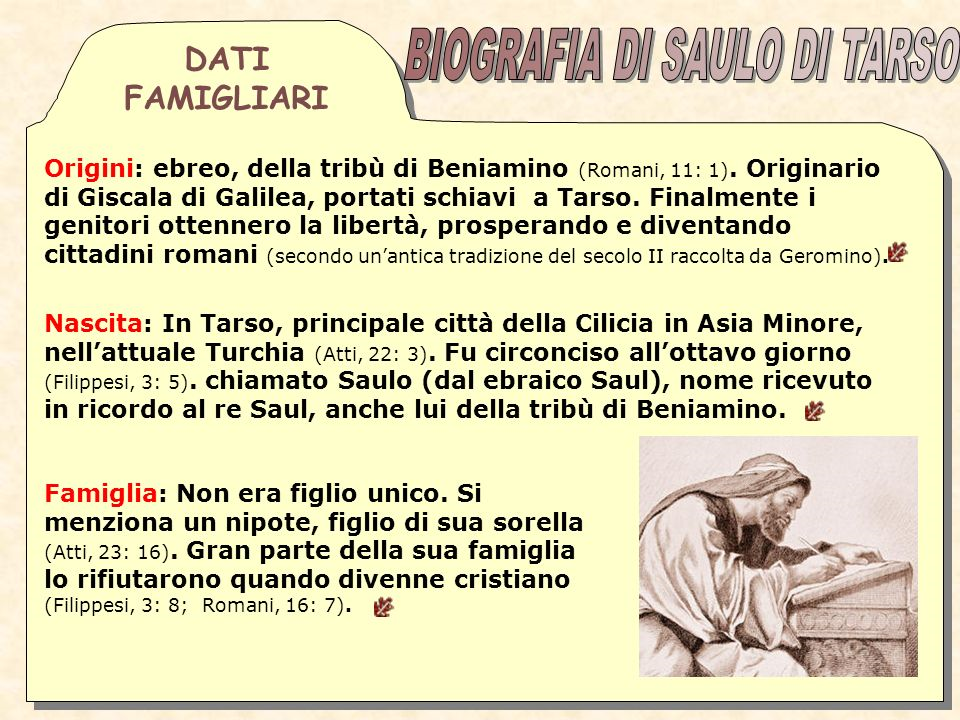 BIOGRAFIA DI SAULO DI TARSO
DATI
FAMIGLIARI
Origini: ebreo, della tribù di Beniamino (Romani, 11: 1). Originario
di Giscala di Galilea, portati schiavi a Tarso. Finalmente i
genitori ottennero la libertà, prosperando e diventando
cittadini romani (secondo un’antica tradizione del secolo II raccolta da Geromino).
Nascita: In Tarso, principale città della Cilicia in Asia Minore,
nell’attuale Turchia (Atti, 22: 3). Fu circonciso all’ottavo giorno
(Filippesi, 3: 5). chiamato Saulo (dal ebraico Saul), nome ricevuto
in ricordo al re Saul, anche lui della tribù di Beniamino.
Famiglia: Non era figlio unico. Si
menziona un nipote, figlio di sua sorella
(Atti, 23: 16). Gran parte della sua famiglia
lo rifiutarono quando divenne cristiano
(Filippesi, 3: 8; Romani, 16: 7).